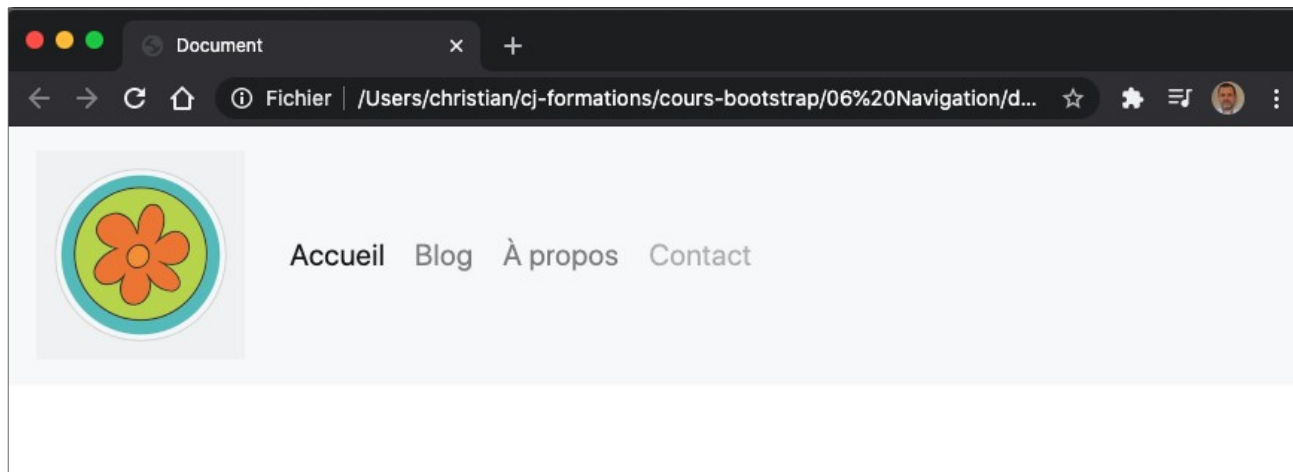 Document
Fichier | /Users/christian/cj-formations/cours-bootstrap/06%20Navigation/d...
Accueil Blog À propos Contact